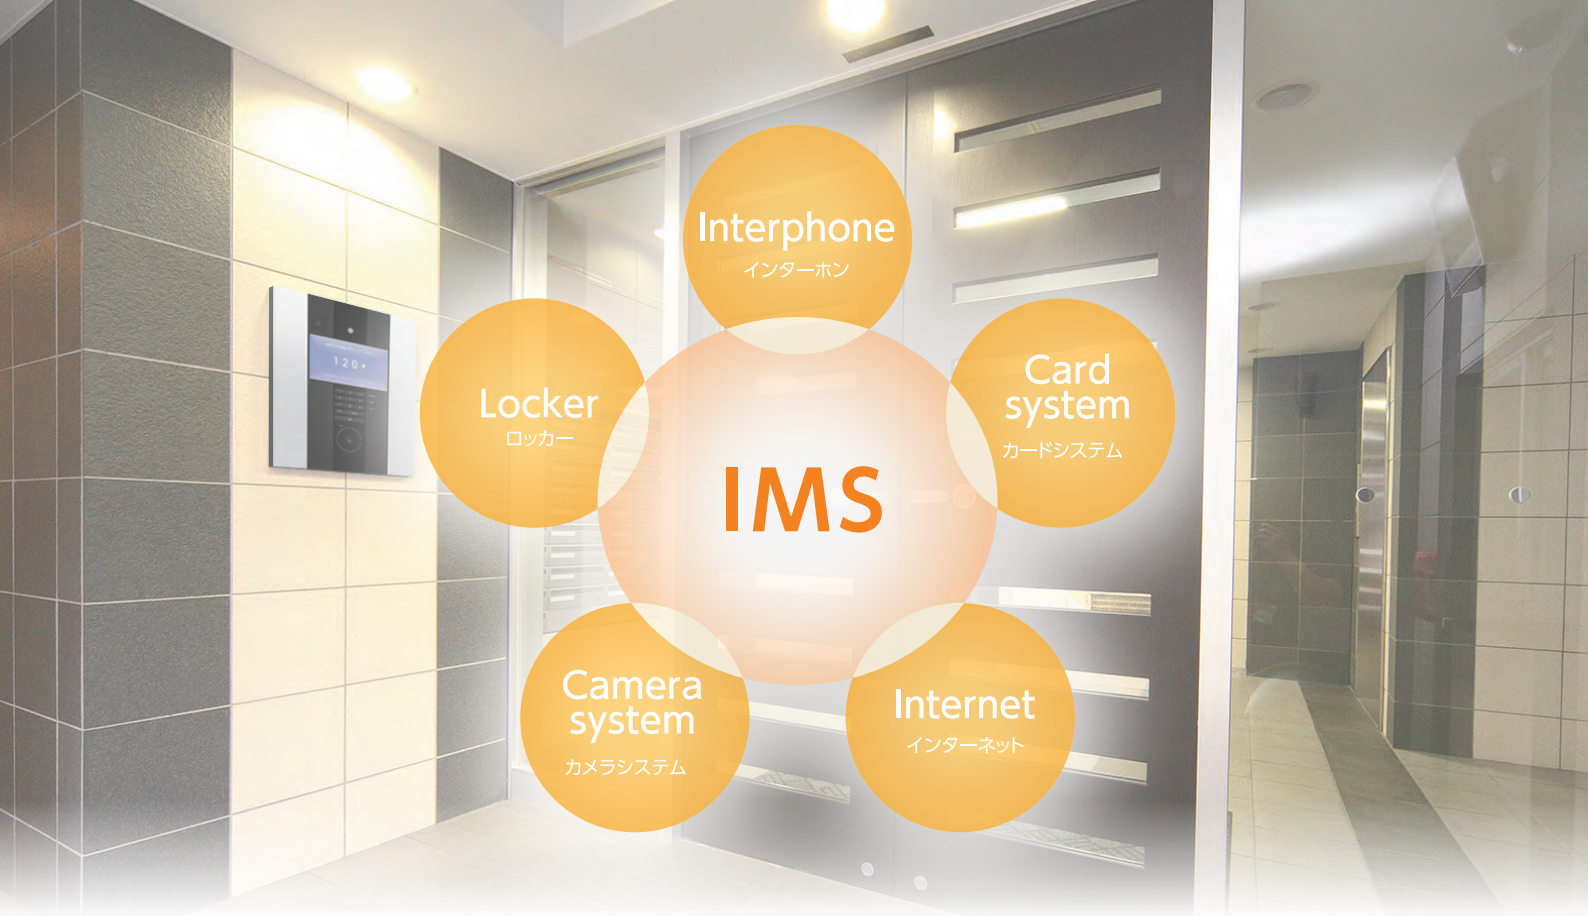 Interphone
インターホン
Locker
ロッカー
Card
system
カードシステム
IMS
Camera
system
カメラシステム
Internet
インターネット
120